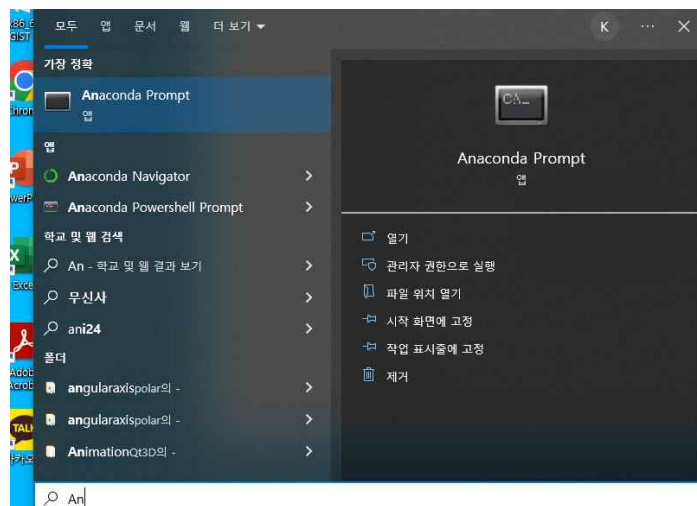 모두 앱 문서 웹 더 보기
K ...
가장 정확
Anaconda Prompt
앱
앱
Anaconda Navigator
Anaconda Powershell Prompt
학교 및 웹 검색
An - 학교 및 웹 결과 보기
무신사
ani24
폴더
angularaxispolar의 -
angularaxispolar의 -
AnimationQt3D의 -
An
C:\_
Anaconda Prompt
앱
열기
관리자 권한으로 실행
파일 위치 열기
시작 화면에 고정
작업 표시줄에 고정
제거
GIST
Exce
Adob
Acrob
TALK